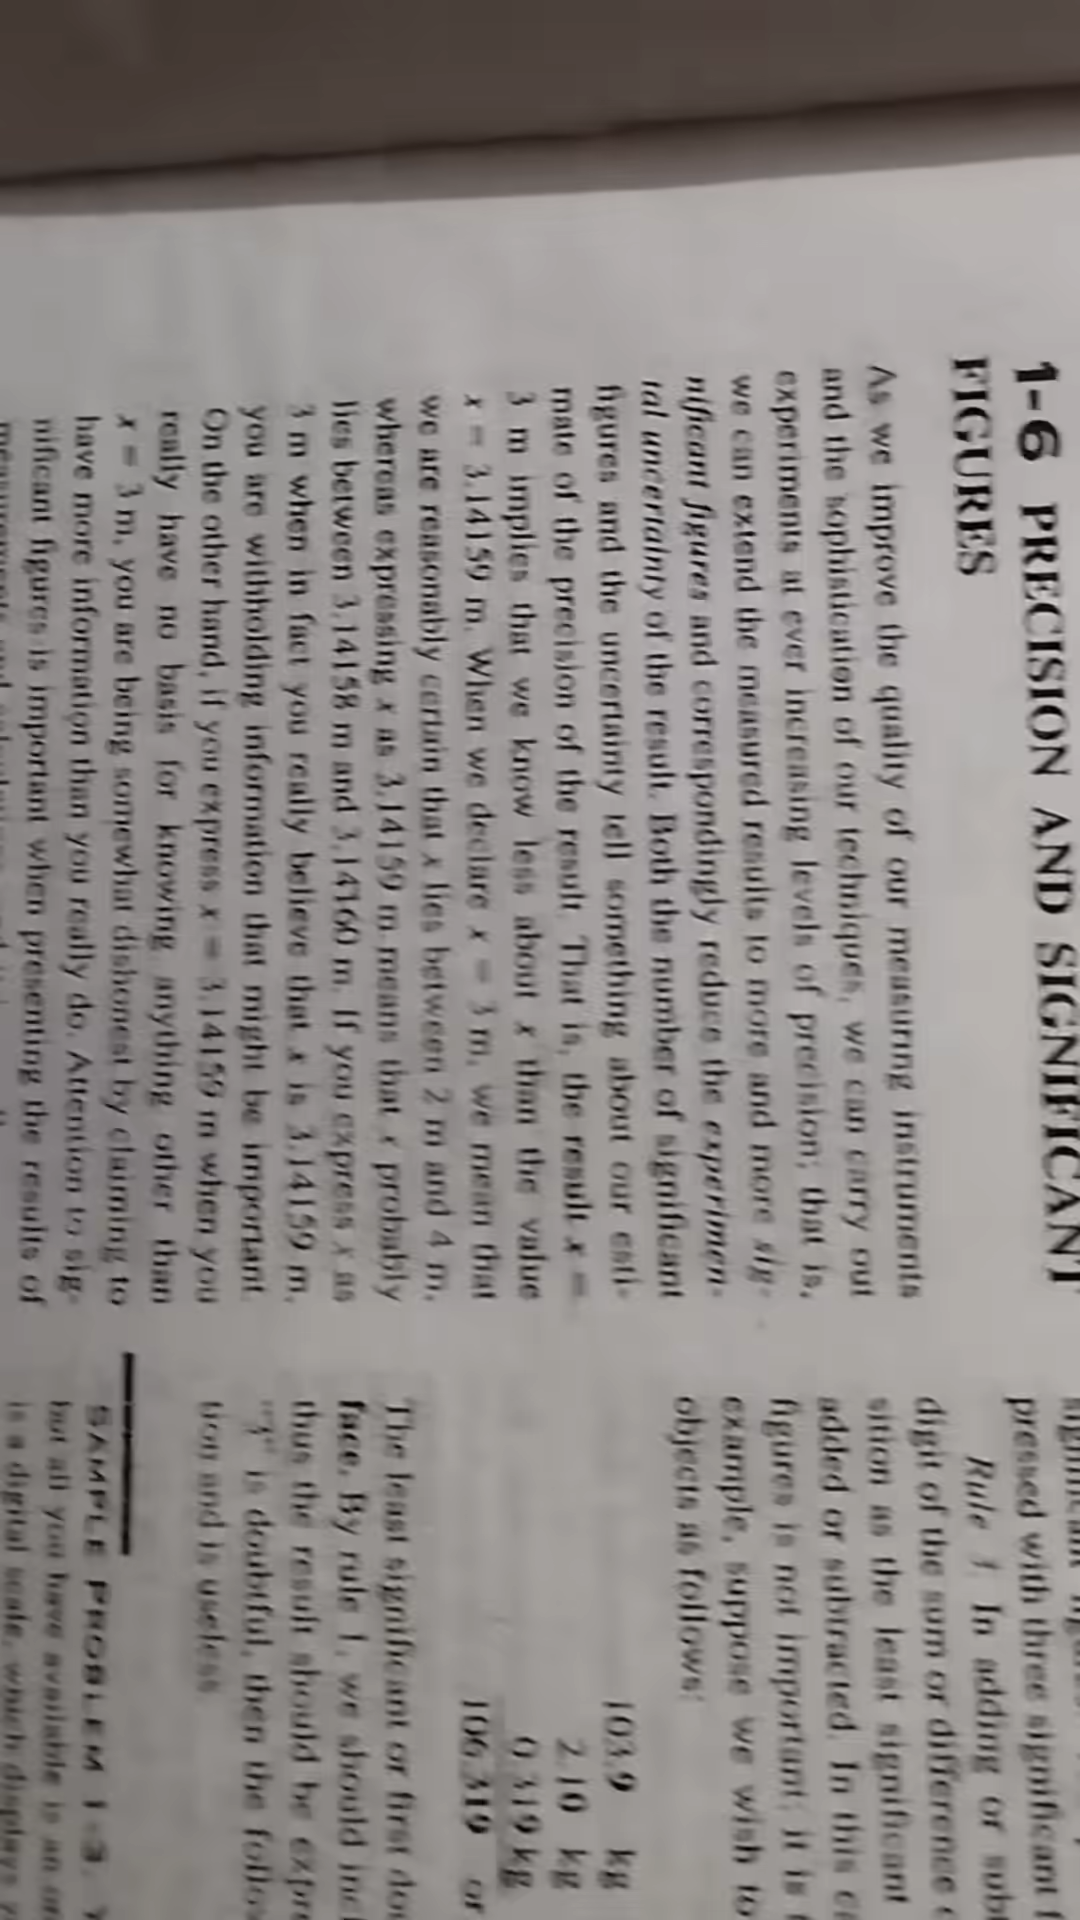 1-6 PRECISION AND SIGNIFICANT
FIGURES
As we improve the quality of our measuring instruments
and the sophistication of our techniques, we can carry out
experiments at ever increasing levels of precision; that is,
we can extend the measured results to more and more sig-
nificant figures and correspondingly reduce the experimen-
tal uncertainty of the result. Both the number of significant
figures and the uncertainty tell something about our esti-
mate of the precision of the result. That is, the result x =
3 m implies that we know less about x than the value
x = 3.14159 m. When we declare x = 3 m, we mean that
we are reasonably certain that x lies between 2 m and 4 m,
whereas expressing x as 3.14159 m means that x probably
lies between 3.14158 m and 3.14160 m. If you express x as
3 m when in fact you really believe that x is 3.14159 m,
you are withholding information that might be important.
On the other hand, if you express x = 3.14159 m when you
really have no basis for knowing anything other than
x = 3 m, you are being somewhat dishonest by claiming to
have more information than you really do. Attention to sig-
nificant figures is important when presenting the results of
pressed with three significant
Rule In adding or
digit of the sum or difference
sition as the least significant
added or subtracted. In this
figures is not important; it is
example, suppose we wish to
objects as follows:
103.9 kg
2.10 kg
0.319 kg
106.319 or
The least significant or first
face. By rule 1, we should
thus the result should be
is doubtful, then the
tion and is useless
SAMPLE PROBLEM 1-3.
but all you have available is
is a digital scale, which displays